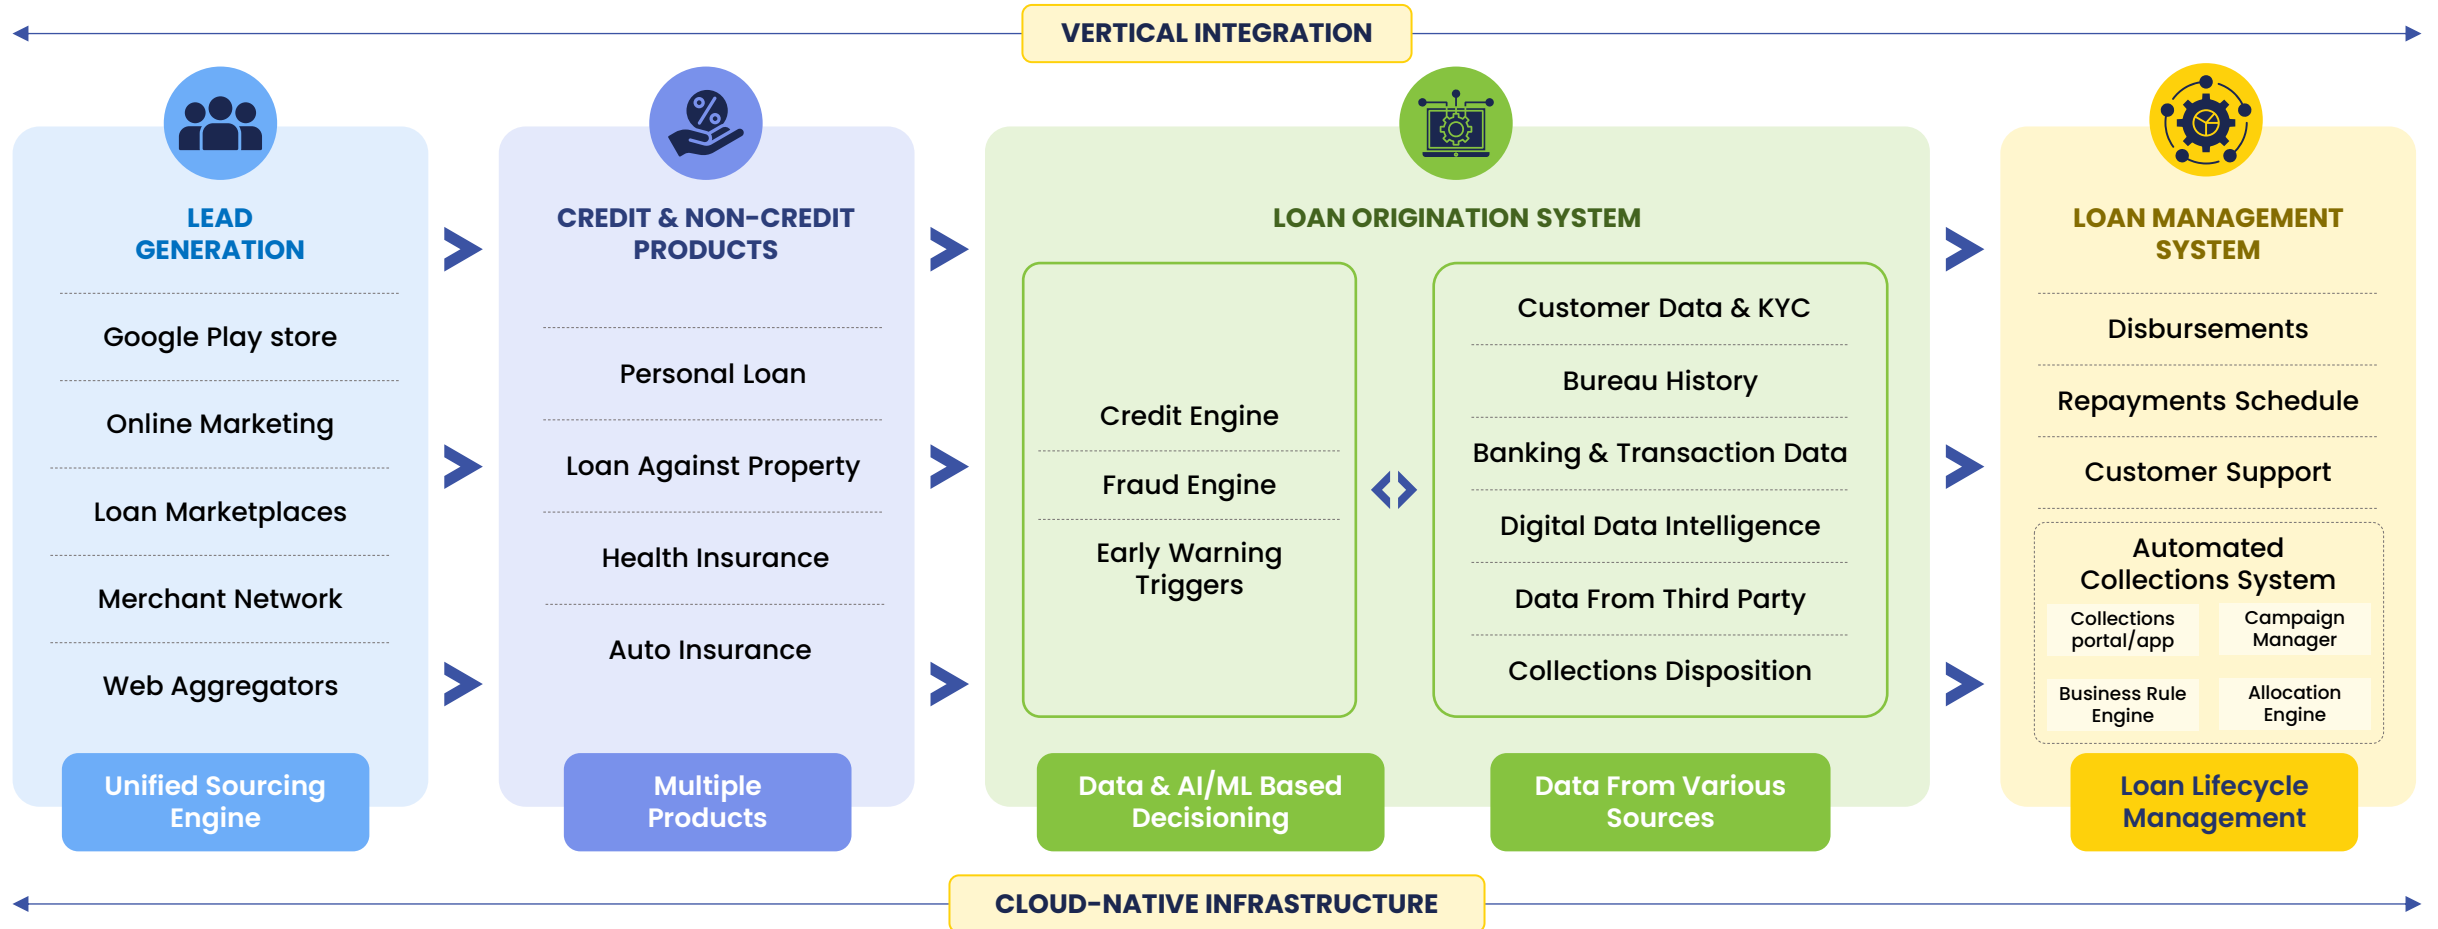 VERTICAL INTEGRATION
LEAD
GENERATION
Google Play store
Online Marketing
Loan Marketplaces
Merchant Network
Web Aggregators
Unified Sourcing
Engine
CREDIT & NON-CREDIT
PRODUCTS
Personal Loan
Loan Against Property
Health Insurance
Auto Insurance
Multiple
Products
LOAN ORIGINATION SYSTEM
Credit Engine
Fraud Engine
Early Warning
Triggers
Data & AI/ML Based
Decisioning
Customer Data & KYC
Bureau History
Banking & Transaction Data
Digital Data Intelligence
Data From Third Party
Collections Disposition
Data From Various
Sources
LOAN MANAGEMENT
SYSTEM
Disbursements
Repayments Schedule
Customer Support
Automated
Collections System
Collections
portal/app
Campaign
Manager
Business Rule
Engine
Allocation
Engine
Loan Lifecycle
Management
CLOUD-NATIVE INFRASTRUCTURE